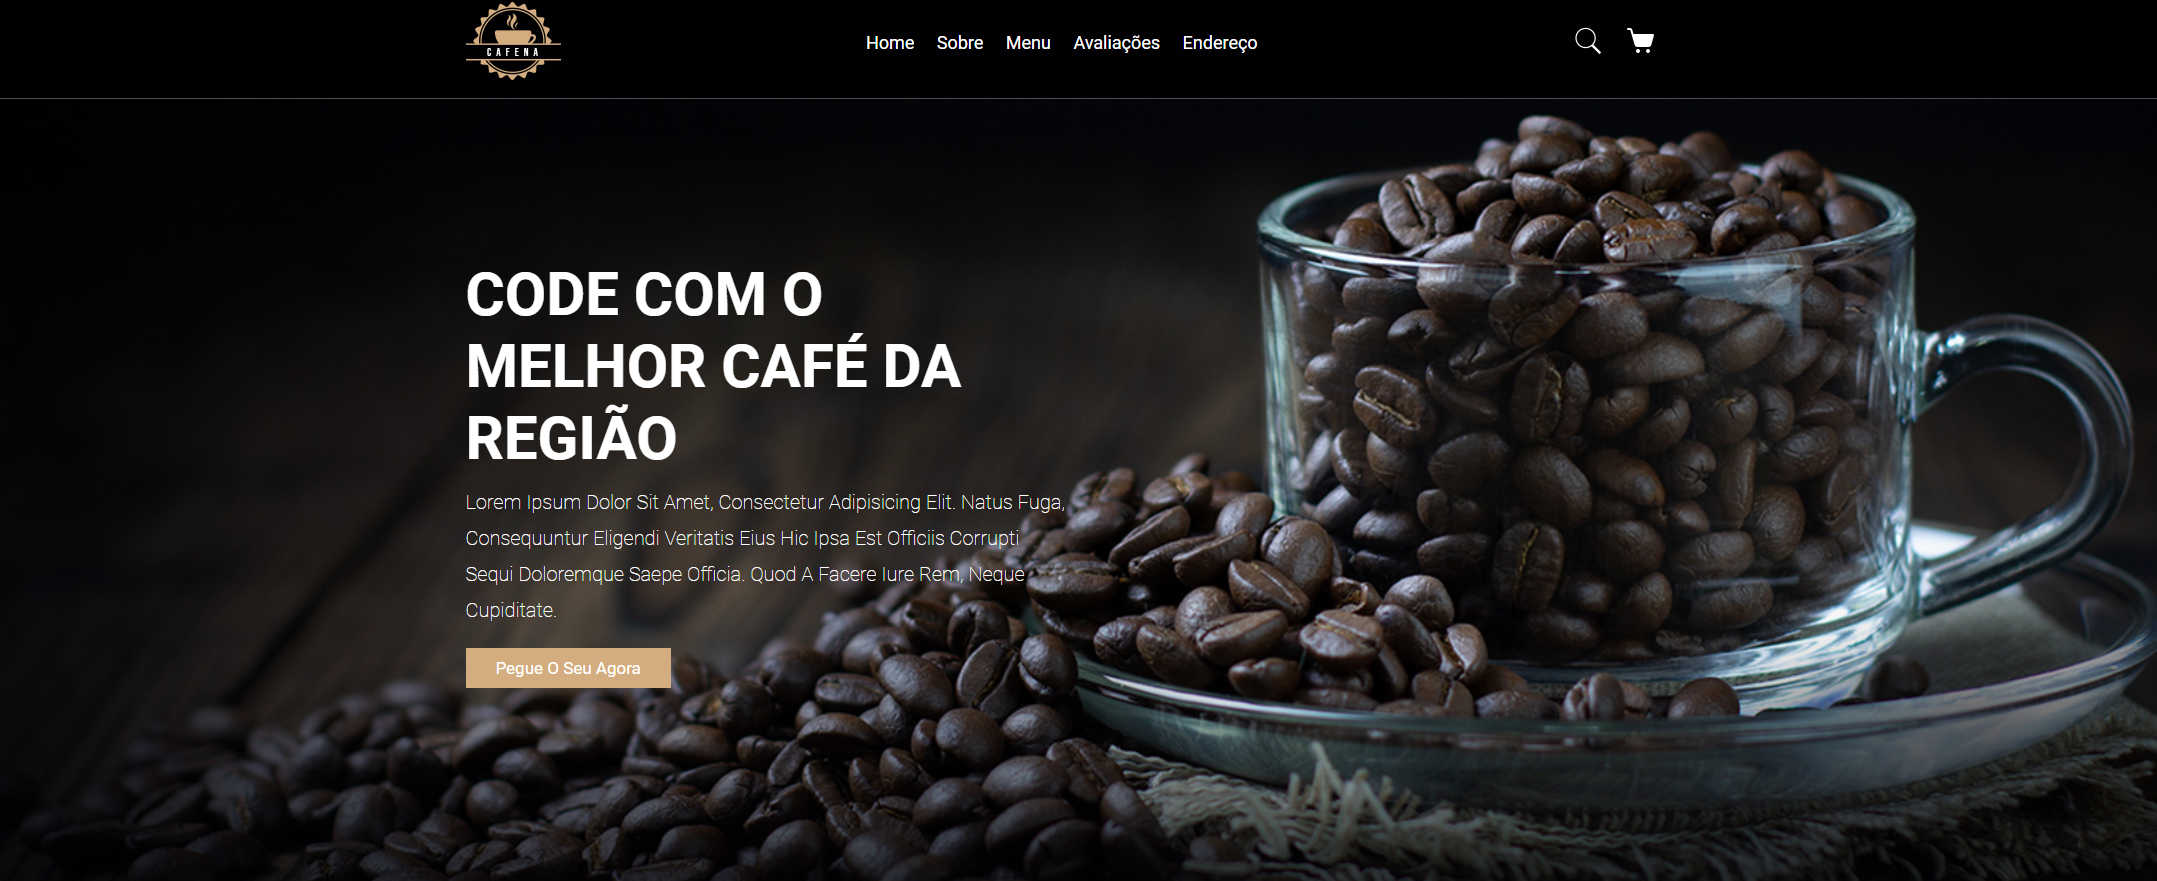 CAFENA
Home Sobre Menu Avaliações Endereço
CODE COM O
MELHOR CAFÉ DA
REGIÃO
Lorem Ipsum Dolor Sit Amet, Consectetur Adipisicing Elit. Natus Fuga,
Consequuntur Eligendi Veritatis Eius Hic Ipsa Est Officiis Corrupti
Sequi Doloremque Saepe Officia. Quod A Facere Iure Rem, Neque
Cupiditate.
Pegue O Seu Agora